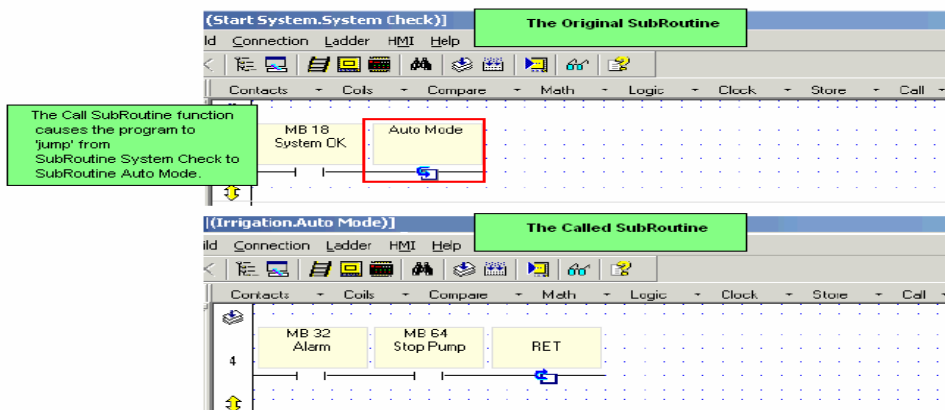 (Start System.System Check)]
The Original SubRoutine
ld Connection Ladder HMI Help
Contacts Coils Compare Math Logic Clock Store Call
The Call SubRoutine function
causes the program to
'jump' from
SubRoutine System Check to
SubRoutine Auto Mode.
MB 18
System OK
Auto Mode
(Irrigation.Auto Mode)]
The Called SubRoutine
ild Connection Ladder HMI Help
Contacts Coils Compare Math Logic Clock Store Call
MB 32
Alarm
MB 64
Stop Pump
RET
4